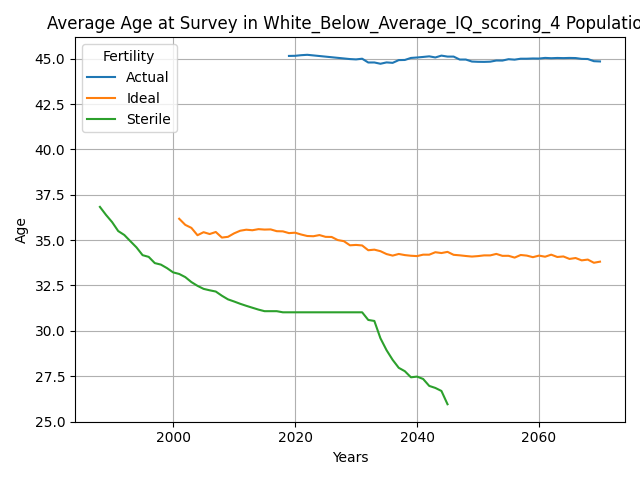 Average Age at Survey in White_Below_Average_IQ_scoring_4 Populatio
Fertility
Actual
Ideal
Sterile
45.0
42.5
40.0
37.5
35.0
32.5
30.0
27.5
25.0
Age
2000
2020
2040
2060
Years